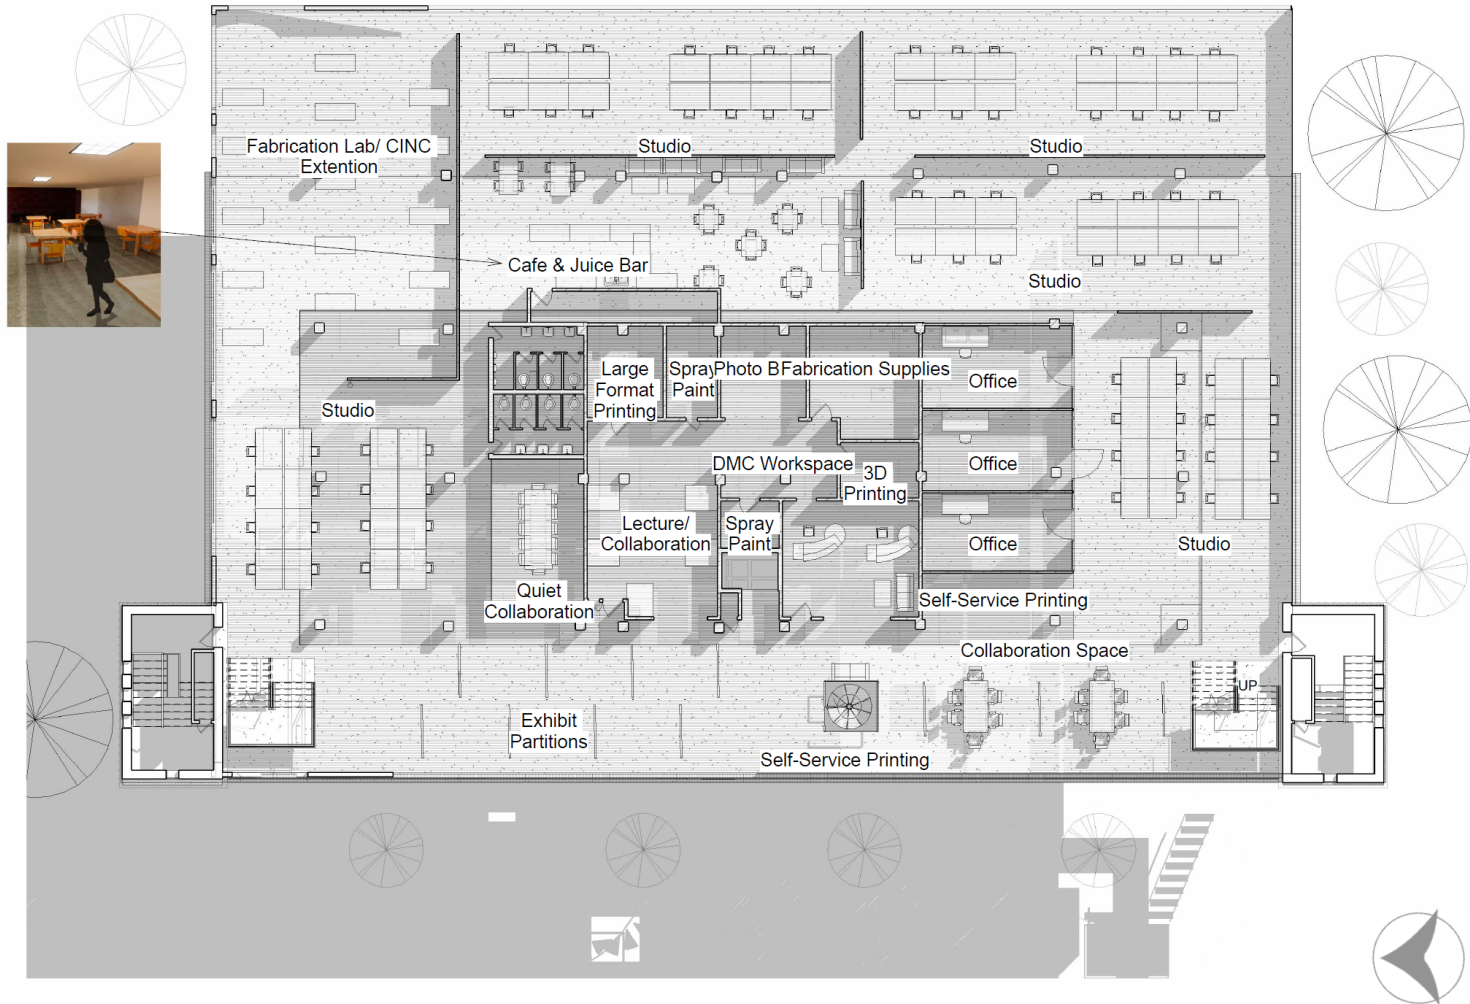 Fabrication Lab/ CINC
Extention
Studio
Studio
Cafe & Juice Bar
Studio
Large
Format
Printing
Spray
Paint
Photo B
Fabrication Supplies
Office
Studio
DMC Workspace
3D
Printing
Office
Lecture/
Collaboration
Spray
Paint
Office
Studio
Quiet
Collaboration
Self-Service Printing
Collaboration Space
UP
Exhibit
Partitions
Self-Service Printing